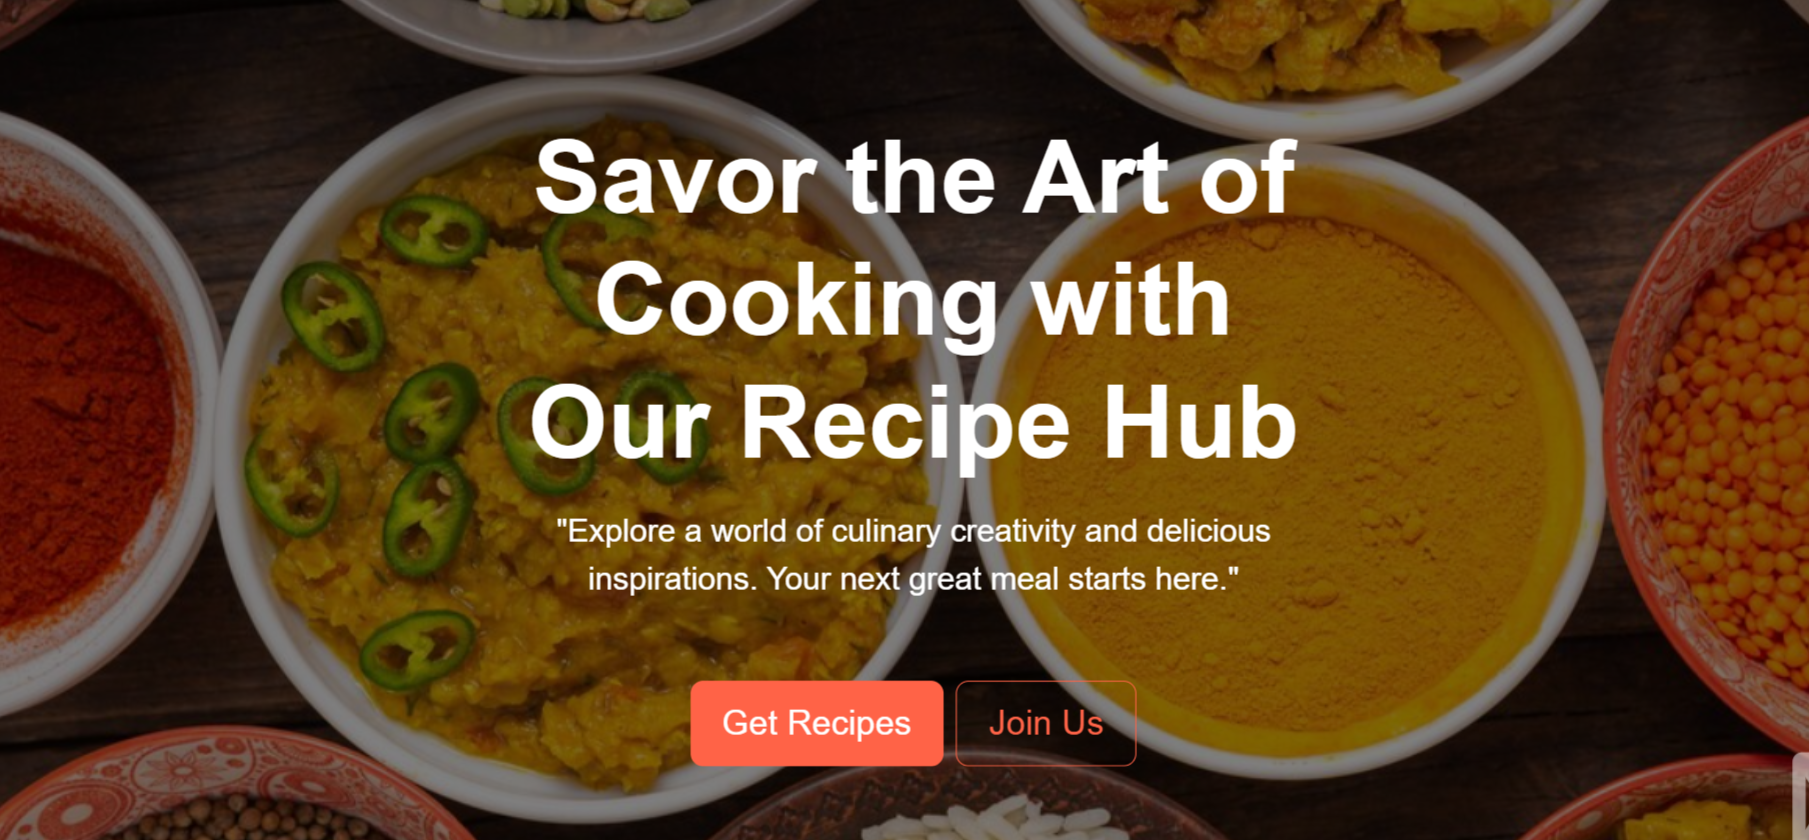 Savor the Art of
Cooking with
Our Recipe Hub
"Explore a world of culinary creativity and delicious
inspirations. Your next great meal starts here."
Get Recipes
Join Us